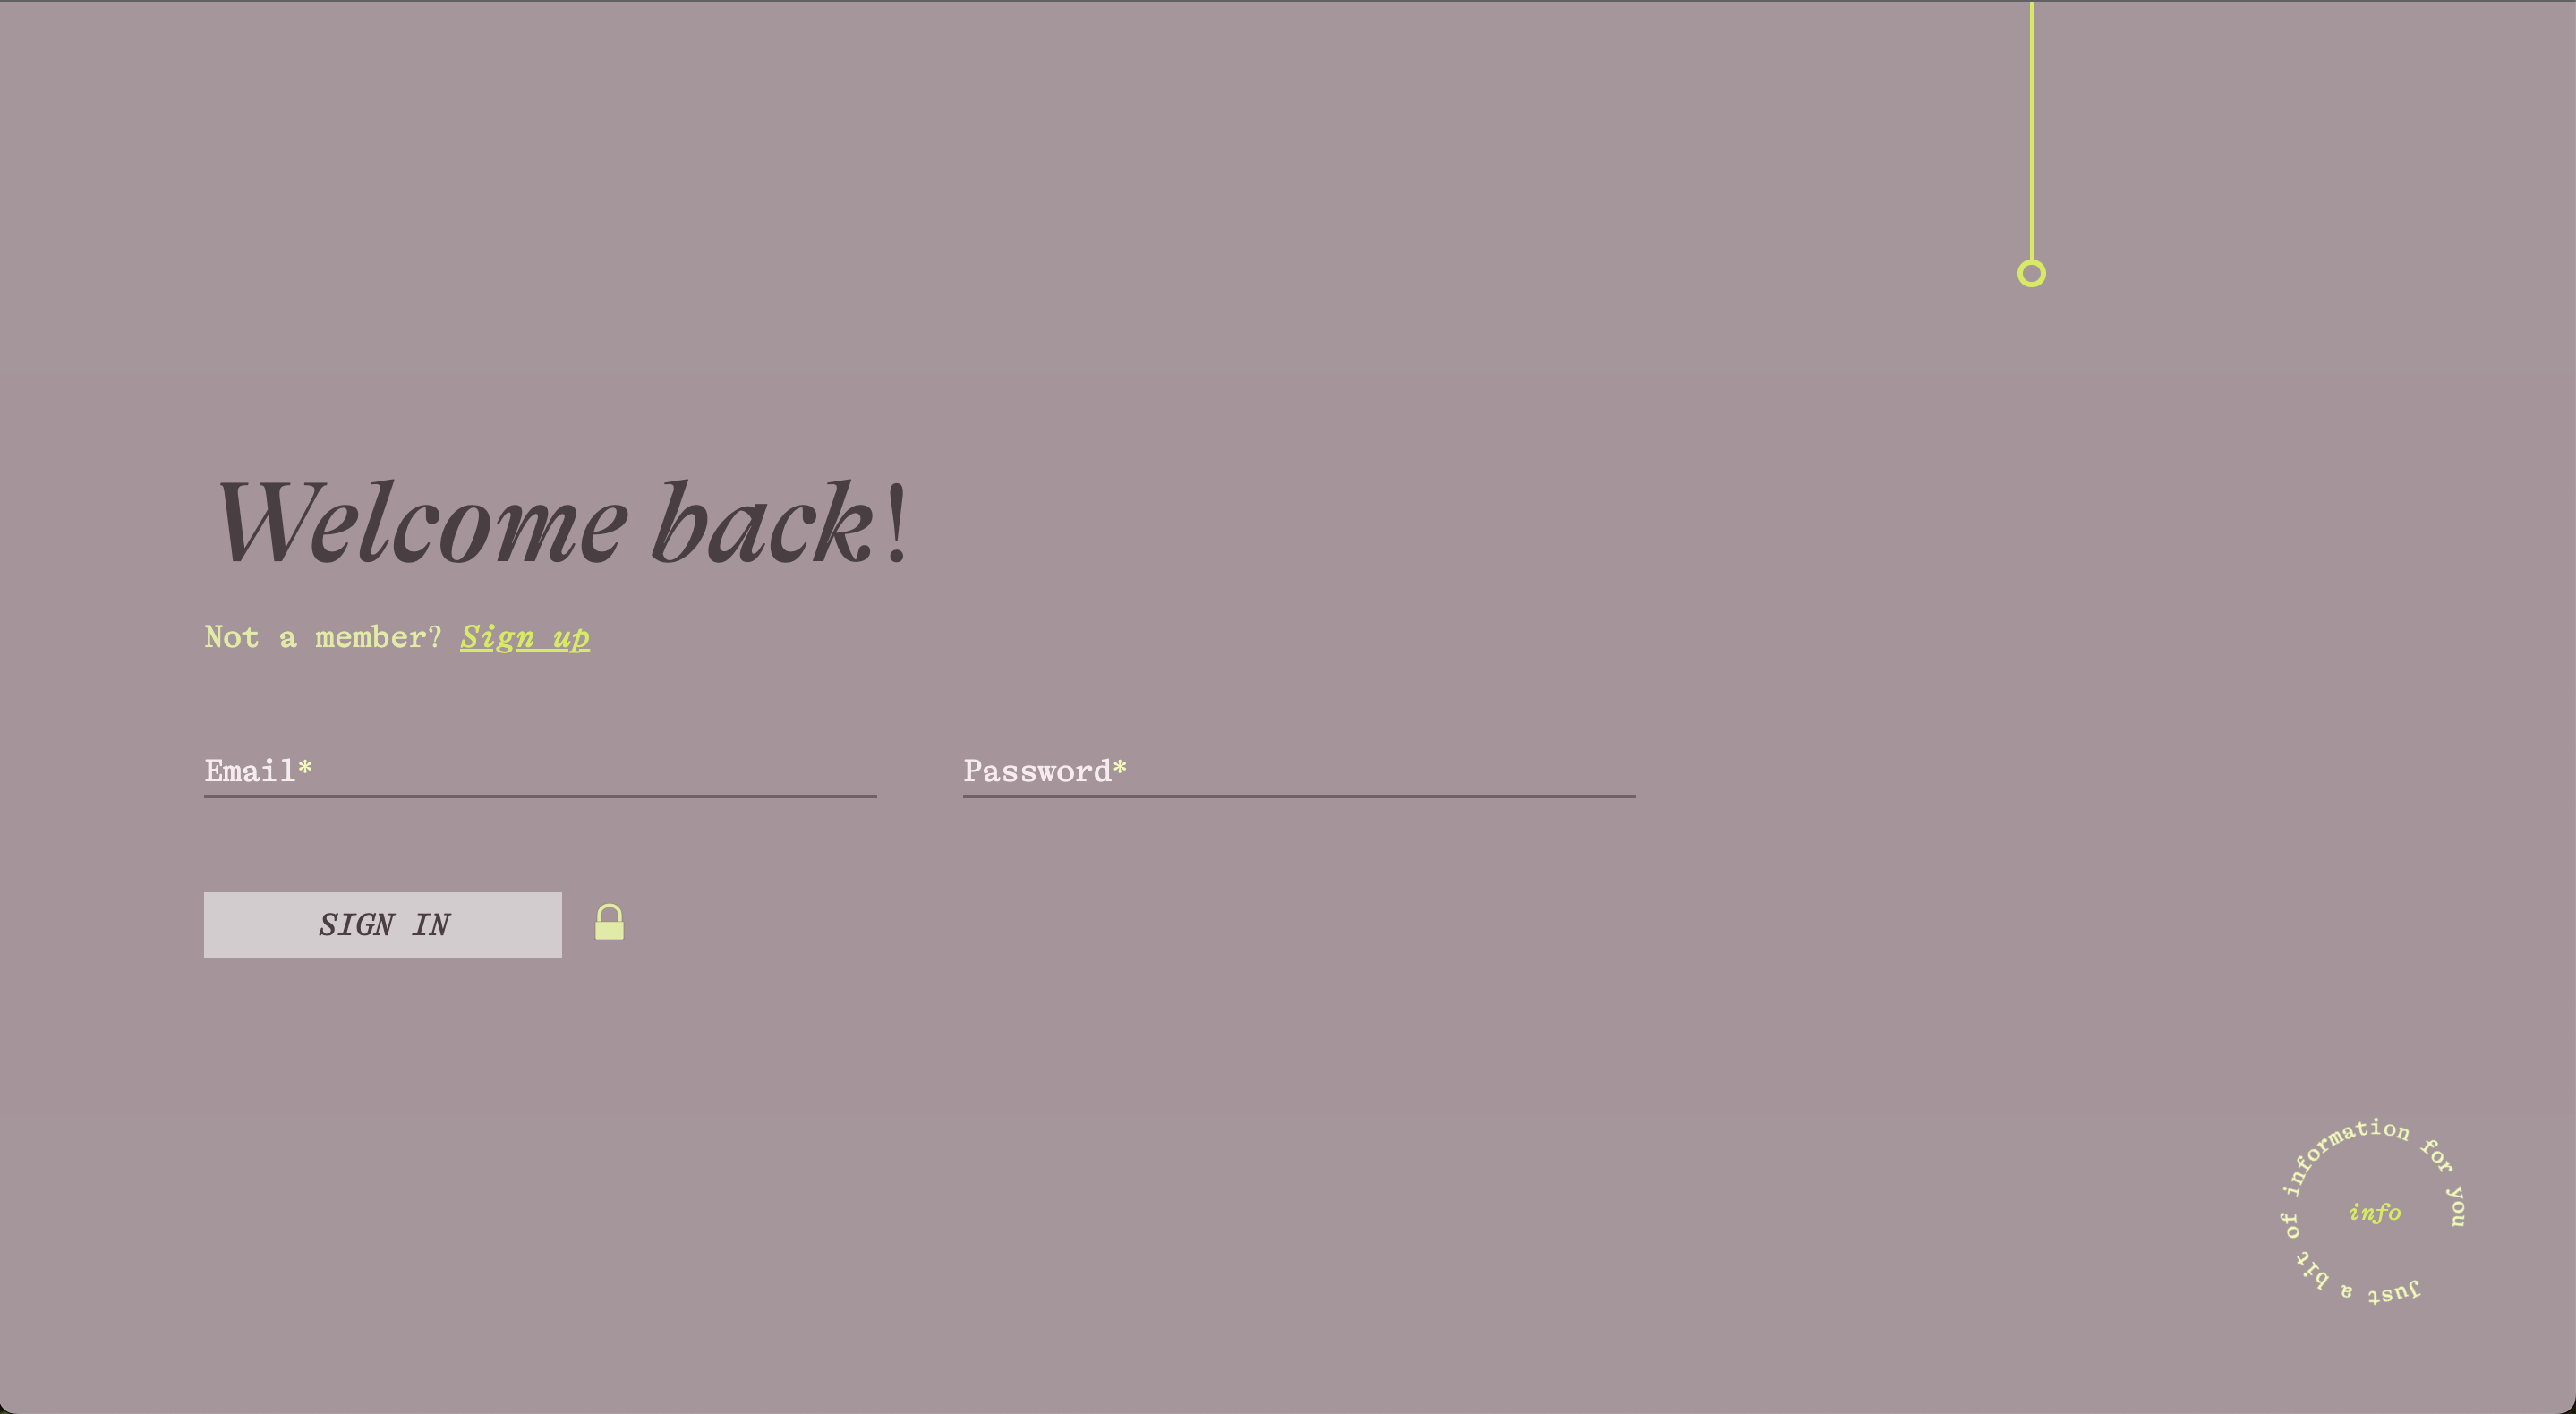 Welcome back!
Not a member? Sign up
Email*
Password*
SIGN IN
Just a bit of information for you
info